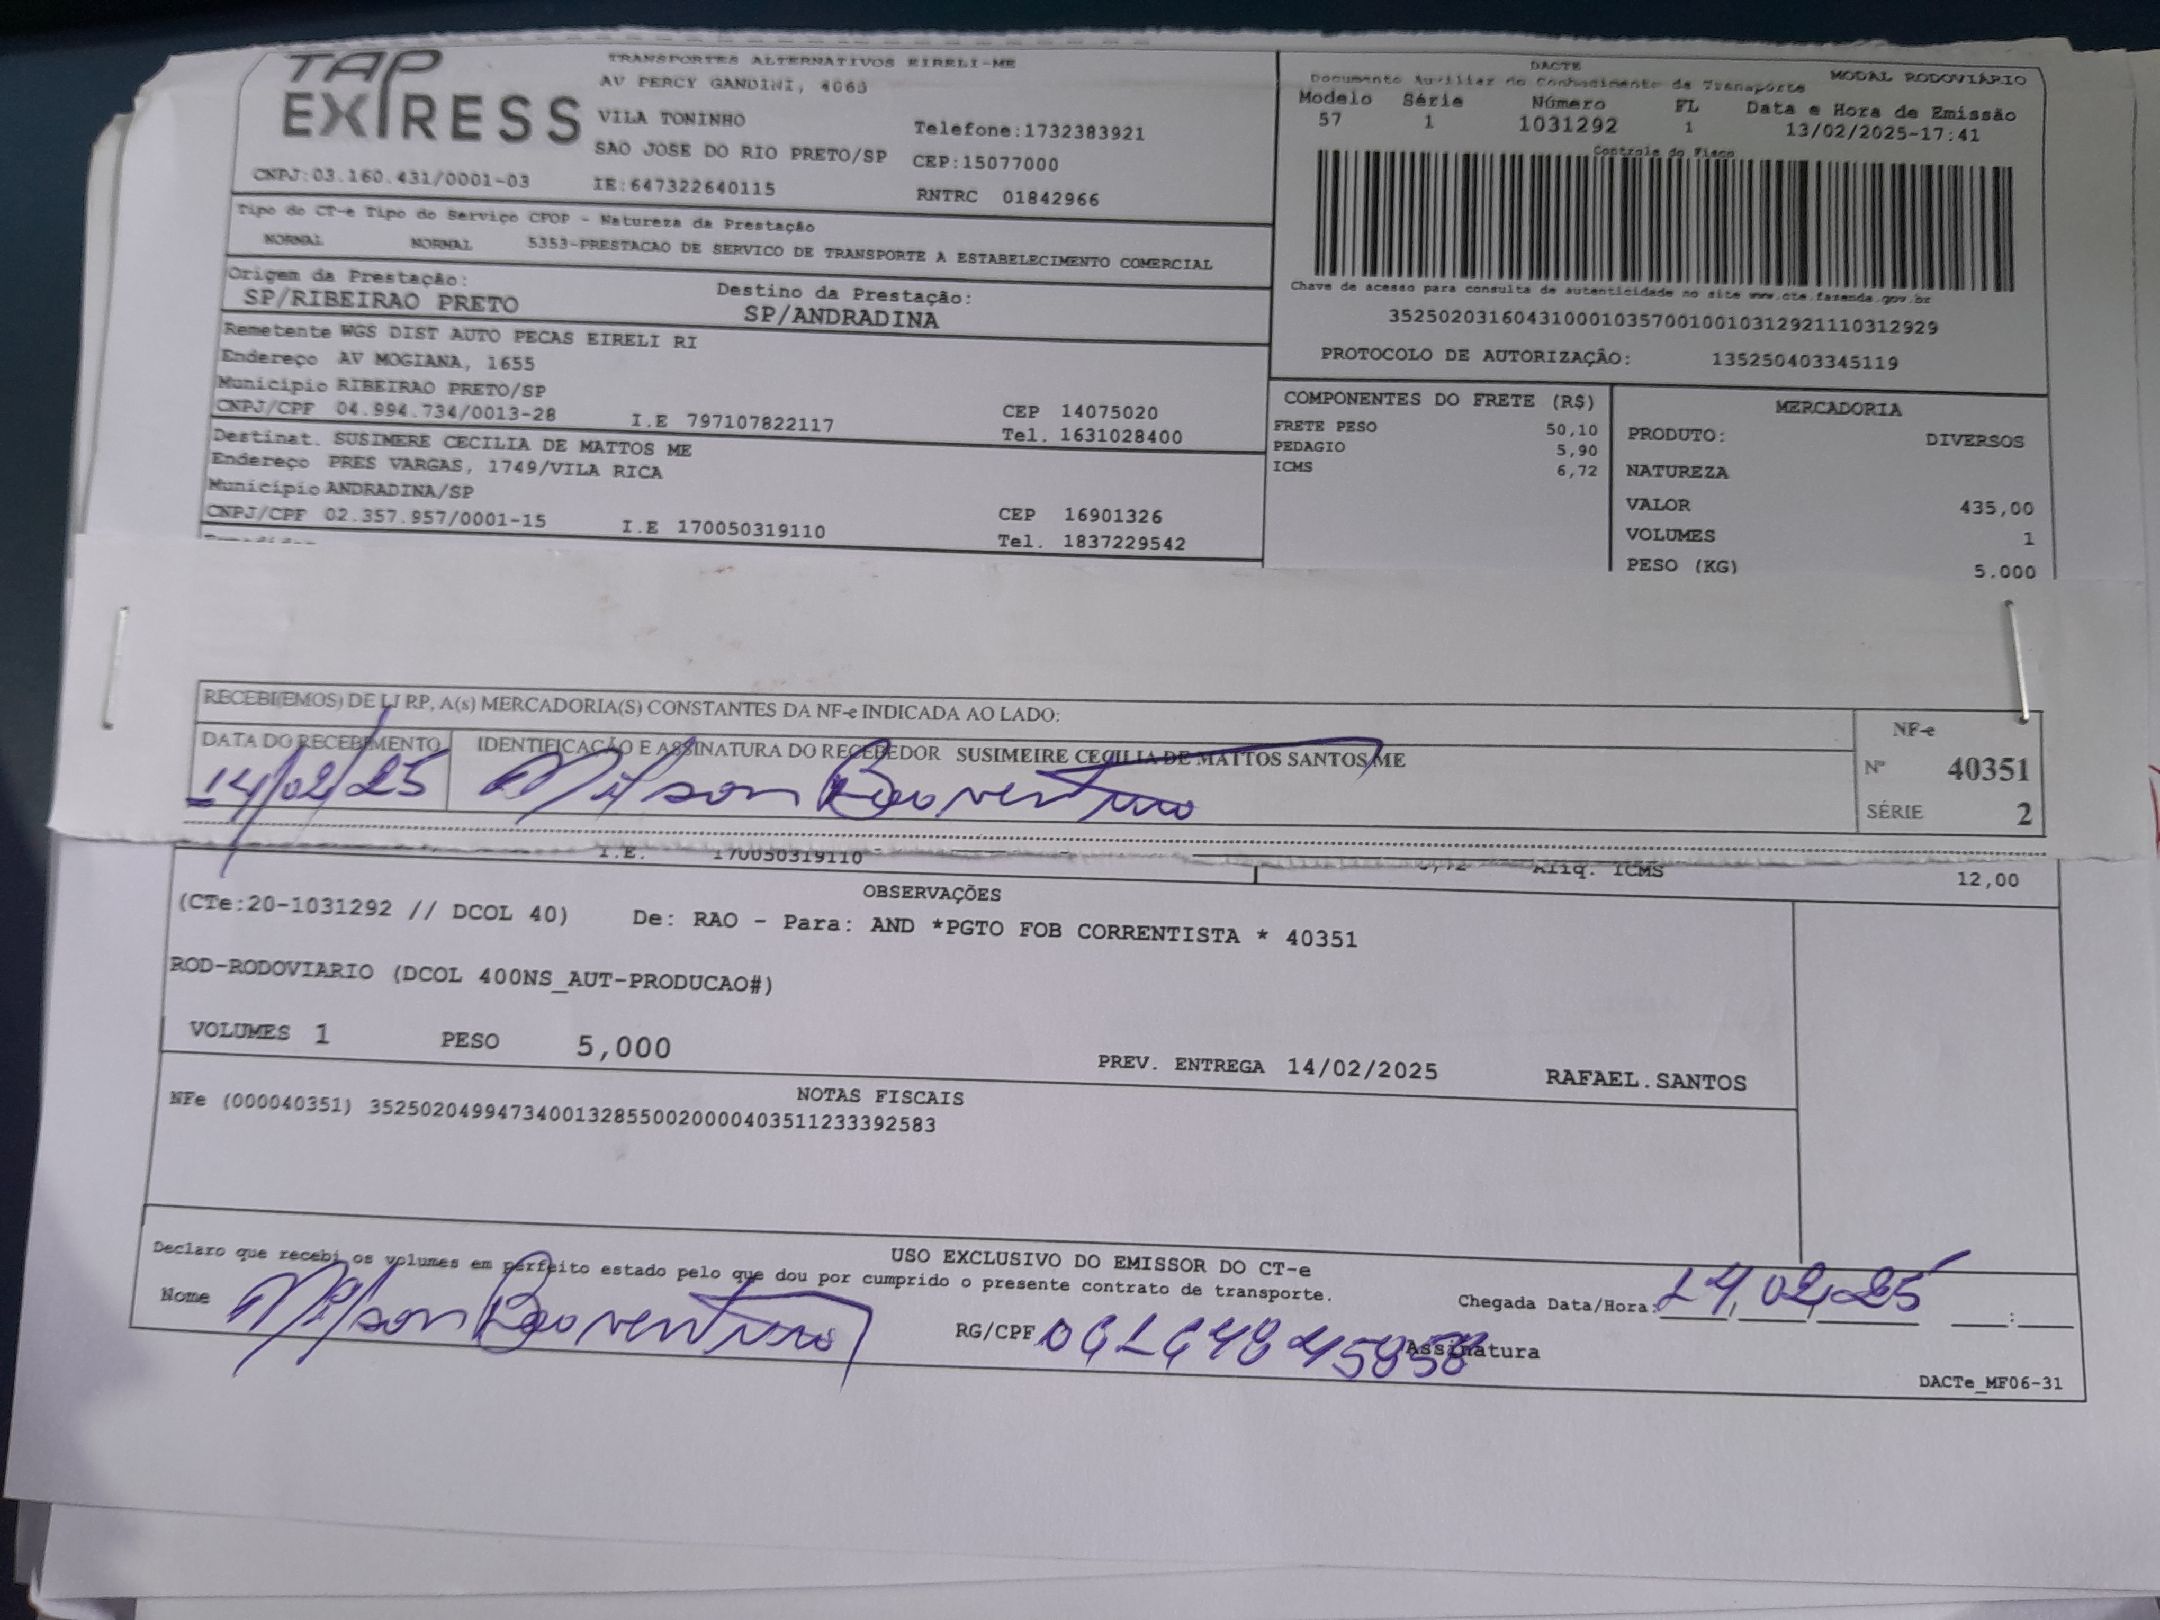 TAP EXPRESS
TRANSPORTES ALTERNATIVOS EIRELI-ME
AV PERCY GANDINI, 4063
VILA TONINHO Telefone:1732383921
SAO JOSE DO RIO PRETO/SP CEP:15077000
CNPJ:03.160.431/0001-03 IE:647322640115 RNTRC 01842966
DACTE MODAL RODOVIÁRIO
Documento Auxiliar do Conhecimento de Transporte
Modelo Série Número FL Data e Hora de Emissão
57 1 1031292 1 13/02/2025-17:41
Controle do Fisco
Chave de acesso para consulta de autenticidade no site www.cte.fazenda.gov.br
35250203160431000103570010010312921110312929
PROTOCOLO DE AUTORIZAÇÃO: 135250403345119
Tipo do CT-e Tipo do Serviço CFOP - Natureza da Prestação
NORMAL NORMAL 5353-PRESTACAO DE SERVICO DE TRANSPORTE A ESTABELECIMENTO COMERCIAL
Origem da Prestação: Destino da Prestação:
SP/RIBEIRAO PRETO SP/ANDRADINA
Remetente WGS DIST AUTO PECAS EIRELI RI
Endereço AV MOGIANA, 1655
Município RIBEIRAO PRETO/SP CEP 14075020
CNPJ/CPF 04.994.734/0013-28 I.E 797107822117 Tel. 1631028400
Destinat. SUSIMERE CECILIA DE MATTOS ME
Endereço PRES VARGAS, 1749/VILA RICA
Município ANDRADINA/SP CEP 16901326
CNPJ/CPF 02.357.957/0001-15 I.E 170050319110 Tel. 1837229542
COMPONENTES DO FRETE (R$)
FRETE PESO 50,10
PEDAGIO 5,90
ICMS 6,72
MERCADORIA
PRODUTO: DIVERSOS
NATUREZA
VALOR 435,00
VOLUMES 1
PESO (KG) 5.000
RECEBI(EMOS) DE LJ RP, A(s) MERCADORIA(S) CONSTANTES DA NF-e INDICADA AO LADO:
DATA DO RECEBIMENTO IDENTIFICAÇÃO E ASSINATURA DO RECEBEDOR SUSIMEIRE CECILIA DE MATTOS SANTOS ME
14/02/25 Nilson Boaventura
NF-e
Nº 40351
SÉRIE 2
I.E. 170050319110 Aliq. ICMS 12,00
OBSERVAÇÕES
(CTe:20-1031292 // DCOL 40) De: RAO - Para: AND *PGTO FOB CORRENTISTA * 40351
ROD-RODOVIARIO (DCOL 400NS_AUT-PRODUCAO#)
VOLUMES 1 PESO 5,000 PREV. ENTREGA 14/02/2025 RAFAEL.SANTOS
NOTAS FISCAIS
NFe (000040351) 35250204994734001328550020000403511233392583
USO EXCLUSIVO DO EMISSOR DO CT-e
Declaro que recebi os volumes em perfeito estado pelo que dou por cumprido o presente contrato de transporte.
Nome Nilson Boaventura RG/CPF Chegada Data/Hora: 14/02/25 :
Assinatura
DACTe_MF06-31